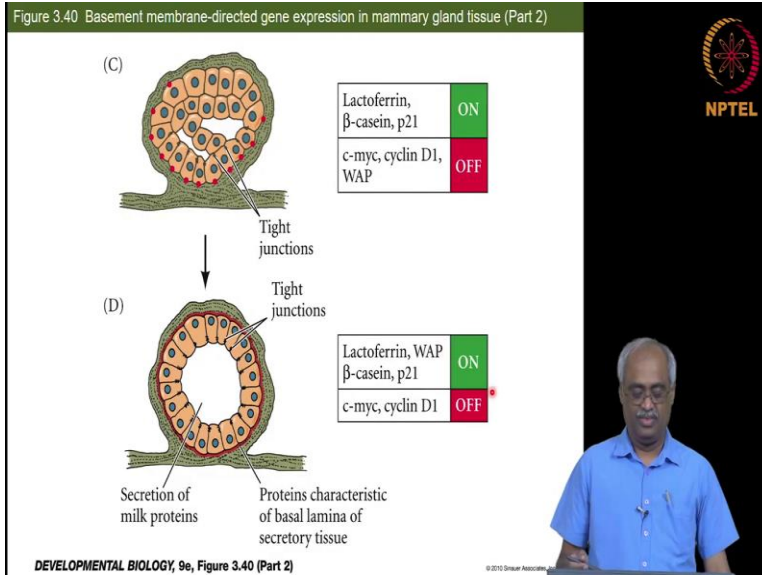 Figure 3.40 Basement membrane-directed gene expression in mammary gland tissue (Part 2)
NPTEL
(C)
Lactoferrin,
β-casein, p21
ON
c-myc, cyclin D1,
WAP
OFF
Tight
junctions
(D)
Tight
junctions
Lactoferrin, WAP
β-casein, p21
ON
c-myc, cyclin D1
OFF
Secretion of
milk proteins
Proteins characteristic
of basal lamina of
secretory tissue
DEVELOPMENTAL BIOLOGY, 9e, Figure 3.40 (Part 2)
© 2010 Sinauer Associates,